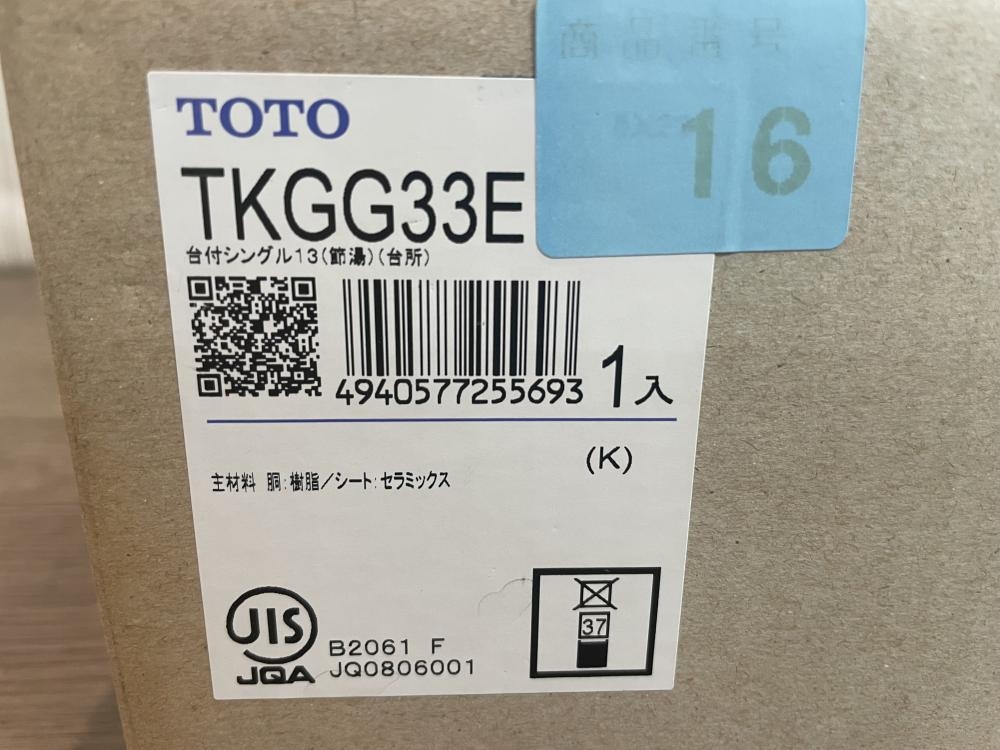 商品番号
16
TOTO
TKGG33E
台付シングル13(節湯)(台所)
4940577255693
1入
(K)
主材料 胴:樹脂/シート:セラミックス
JIS
JQA
B2061 F
JQ0806001
37